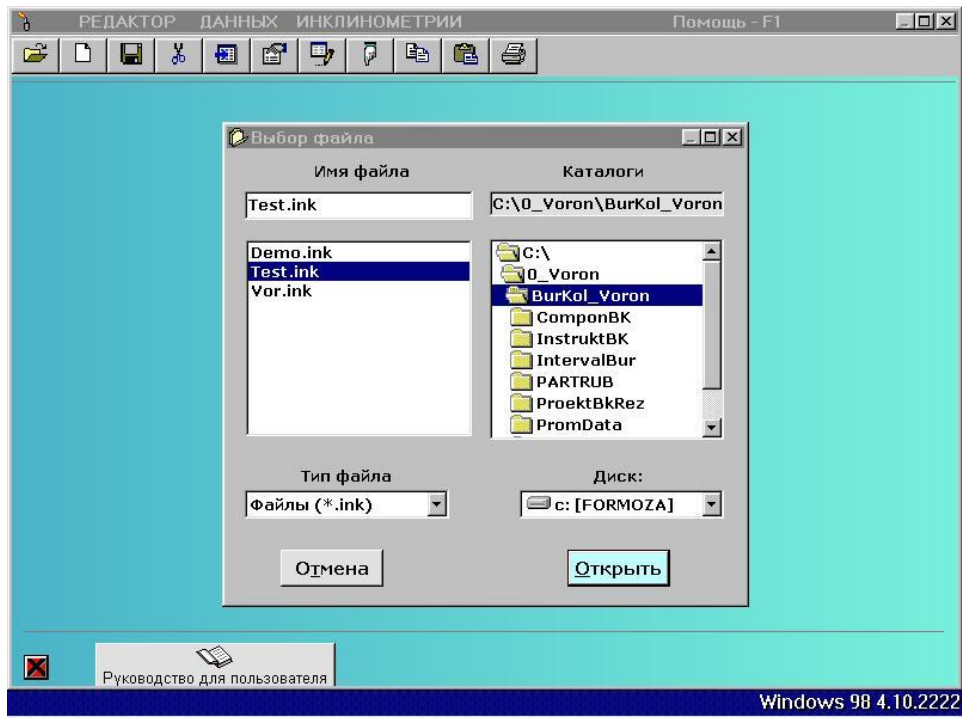 РЕДАКТОР ДАННЫХ ИНКЛИНОМЕТРИИ Помощь - F1
Выбор файла
Имя файла Каталоги
Test.ink C:\0_Voron\BurKol_Voron
Demo.ink
Test.ink
Vor.ink
C:\
0_Voron
BurKol_Voron
ComponBK
InstruktBK
IntervalBur
PARTRUB
ProektBkRez
PromData
Тип файла Диск:
Файлы (*.ink) c: [FORMOZA]
Отмена Открыть
Руководство для пользователя
Windows 98 4.10.2222